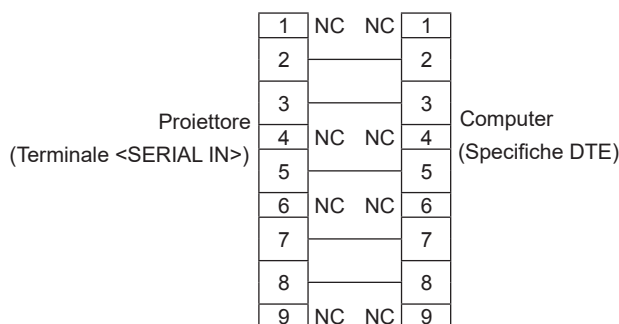 1 NC NC 1
2 2
3 3
Proiettore
(Terminale <SERIAL IN>)
Computer
(Specifiche DTE)
4 NC NC 4
5 5
6 NC NC 6
7 7
8 8
9 NC NC 9